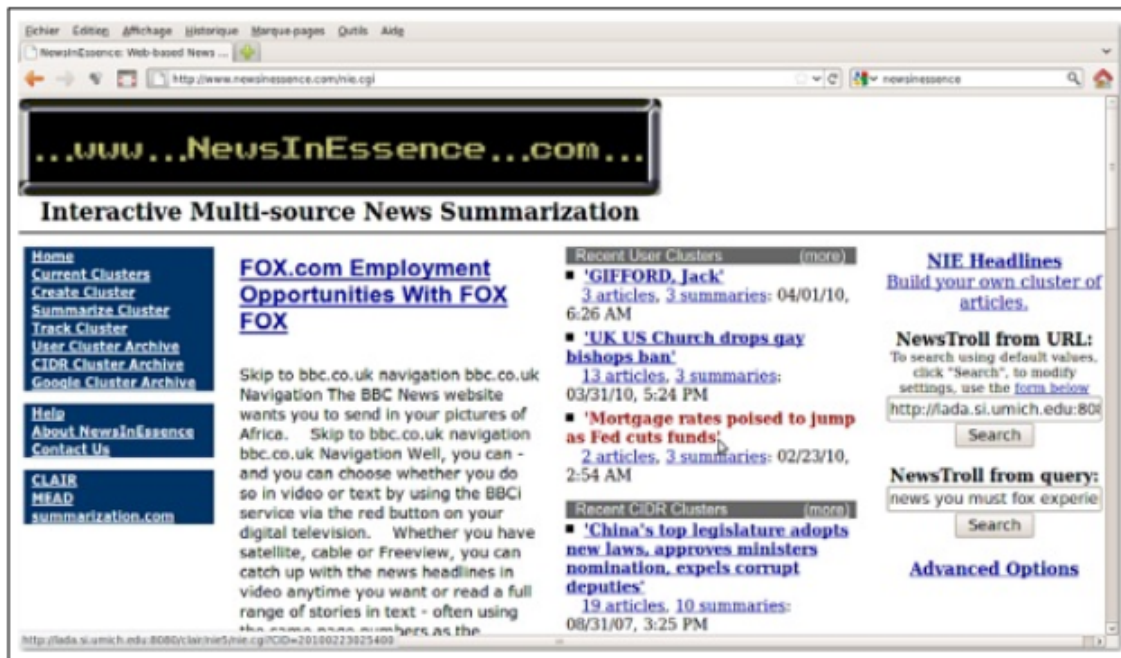 Fichier Edition Affichage Historique Marque-pages Outils Aide
NewsInEssence: Web-based News ...
http://www.newsinessence.com/nie.cgi
newsinessence
...www...NewsInEssence...com...
Interactive Multi-source News Summarization
Home
Current Clusters
Create Cluster
Summarize Cluster
Track Cluster
User Cluster Archive
CIDR Cluster Archive
Google Cluster Archive
Help
About NewsInEssence
Contact Us
CLAIR
MEAD
summarization.com
FOX.com Employment
Opportunities With FOX
FOX
Skip to bbc.co.uk navigation bbc.co.uk
Navigation The BBC News website
wants you to send in your pictures of
Africa. Skip to bbc.co.uk navigation
bbc.co.uk Navigation Well, you can -
and you can choose whether you do
so in video or text by using the BBCi
service via the red button on your
digital television. Whether you have
satellite, cable or Freeview, you can
catch up with the news headlines in
video anytime you want or read a full
range of stories in text - often using
the same page numbers as the
Recent User Clusters (more)
'GIFFORD, Jack'
3 articles, 3 summaries: 04/01/10,
6:26 AM
'UK US Church drops gay
bishops ban'
13 articles, 3 summaries:
03/31/10, 5:24 PM
'Mortgage rates poised to jump
as Fed cuts funds'
2 articles, 3 summaries: 02/23/10,
2:54 AM
Recent CIDR Clusters (more)
'China's top legislature adopts
new laws, approves ministers
nomination, expels corrupt
deputies'
19 articles, 10 summaries:
08/31/07, 3:25 PM
NIE Headlines
Build your own cluster of
articles.
NewsTroll from URL:
To search using default values,
click "Search", to modify
settings, use the form below
http://lada.si.umich.edu:808
Search
NewsTroll from query:
news you must fox experie
Search
Advanced Options
http://lada.si.umich.edu:8080/clair/nie5/nie.cgi?CID=20100223025400